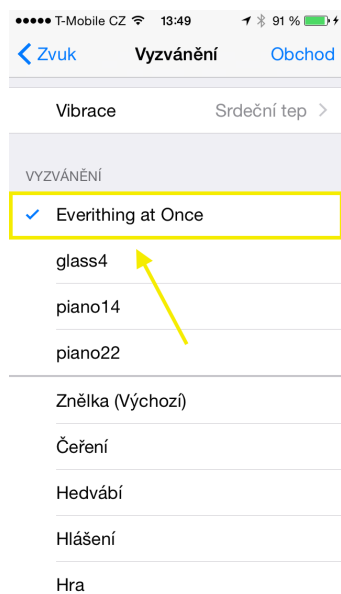 T-Mobile CZ 13:49 91 %
Zvuk Vyzvánění Obchod
Vibrace Srdeční tep
VYZVÁNĚNÍ
Everithing at Once
glass4
piano14
piano22
Znělka (Výchozí)
Čeření
Hedvábí
Hlášení
Hra